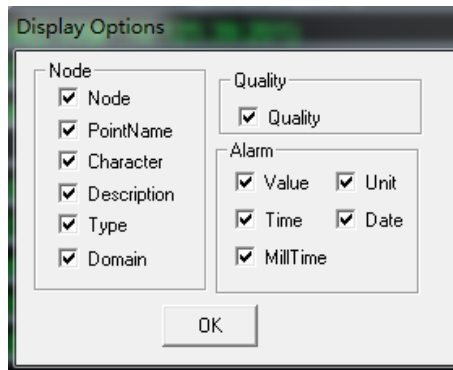 Display Options
Node
Node
PointName
Character
Description
Type
Domain
Quality
Quality
Alarm
Value
Unit
Time
Date
MillTime
OK